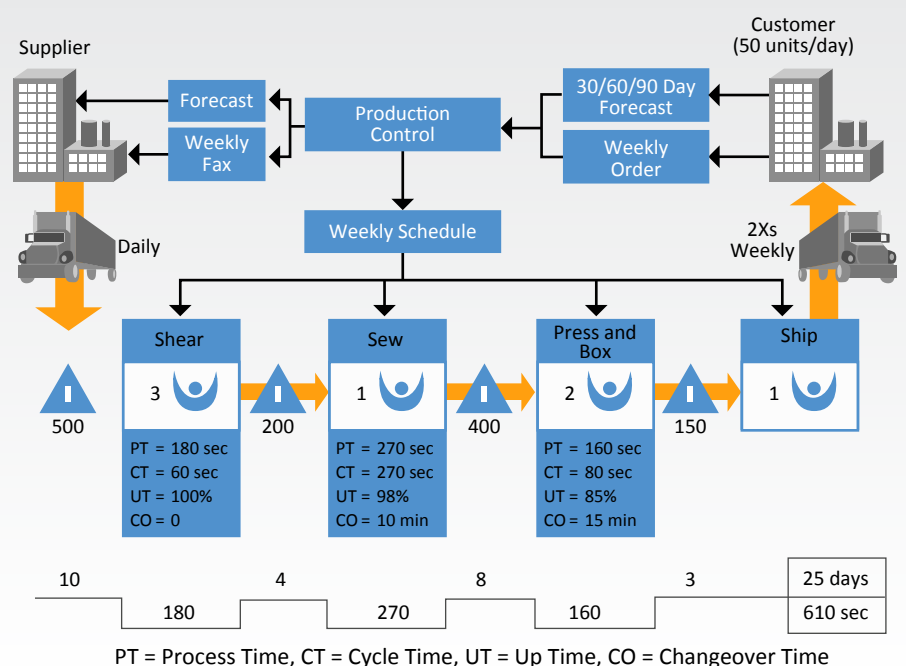 Supplier
Customer
(50 units/day)
Forecast
Weekly
Fax
Production
Control
30/60/90 Day
Forecast
Weekly
Order
Daily
Weekly Schedule
2Xs
Weekly
Shear
Sew
Press and
Box
Ship
3
1
2
1
I
500
I
200
I
400
I
150
PT = 180 sec
CT = 60 sec
UT = 100%
CO = 0
PT = 270 sec
CT = 270 sec
UT = 98%
CO = 10 min
PT = 160 sec
CT = 80 sec
UT = 85%
CO = 15 min
10
4
8
3
25 days
180
270
160
610 sec
PT = Process Time, CT = Cycle Time, UT = Up Time, CO = Changeover Time